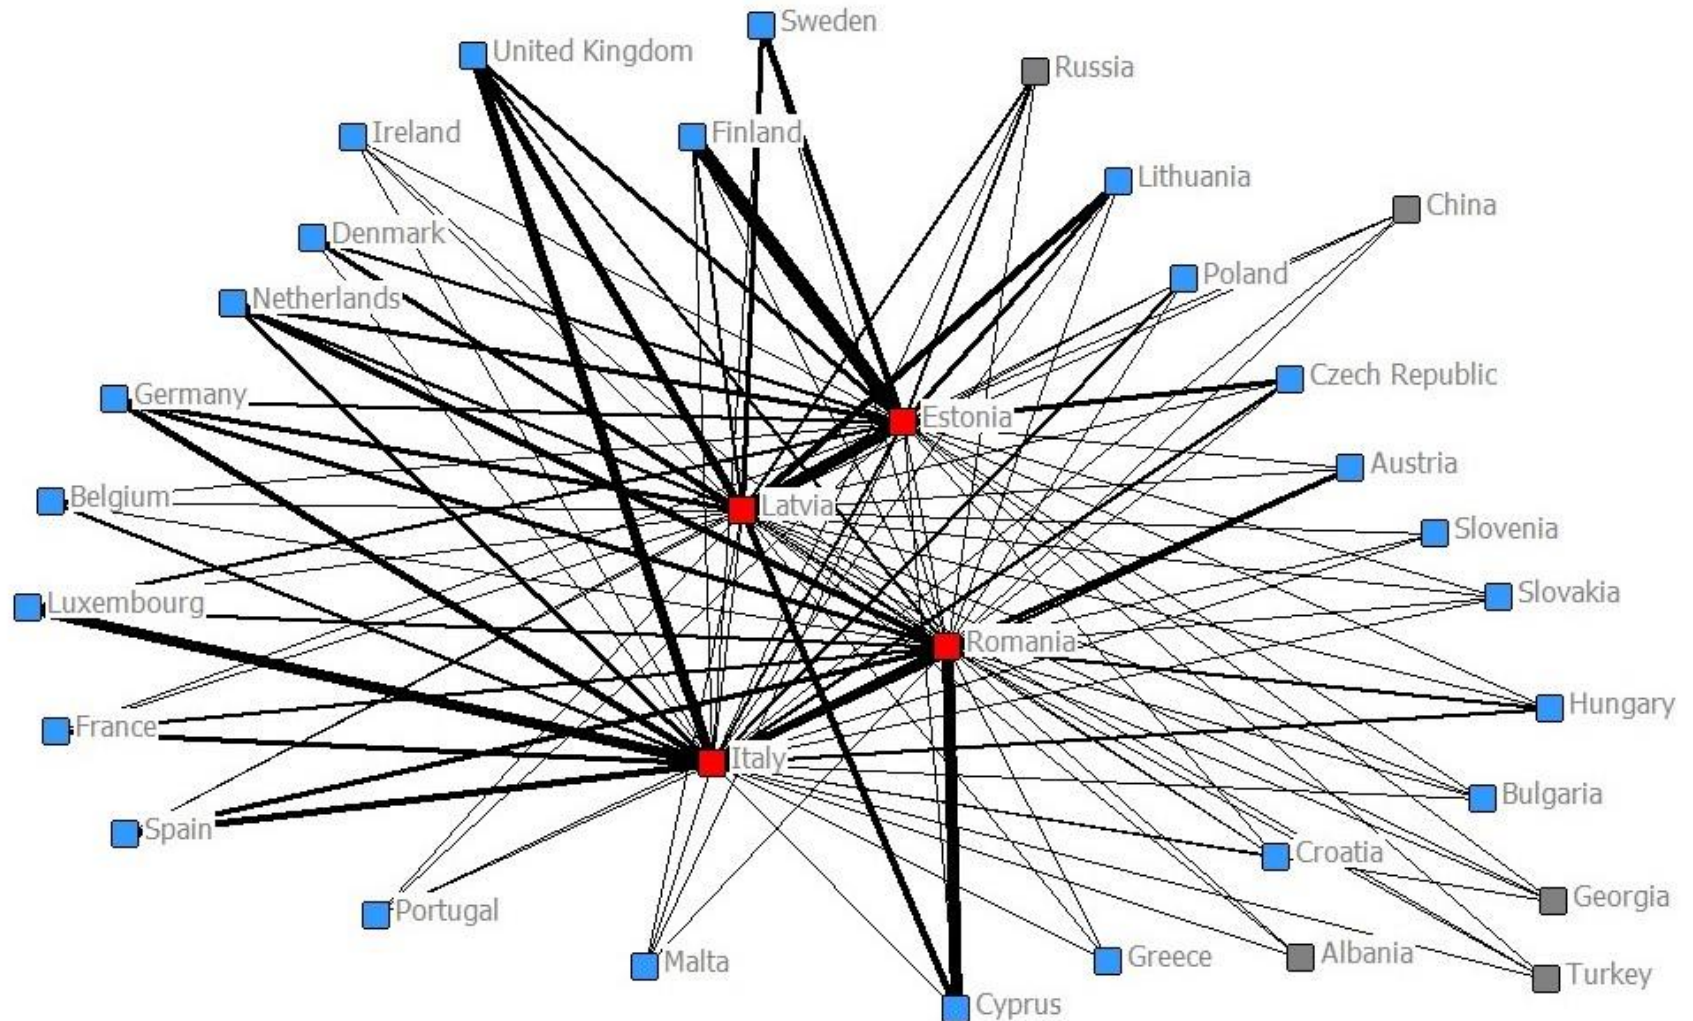 Sweden
United Kingdom
Russia
Ireland
Finland
Lithuania
China
Denmark
Poland
Netherlands
Czech Republic
Germany
Estonia
Austria
Belgium
Latvia
Slovenia
Slovakia
Luxembourg
Romania
Hungary
France
Italy
Bulgaria
Spain
Croatia
Georgia
Portugal
Albania
Greece
Malta
Turkey
Cyprus